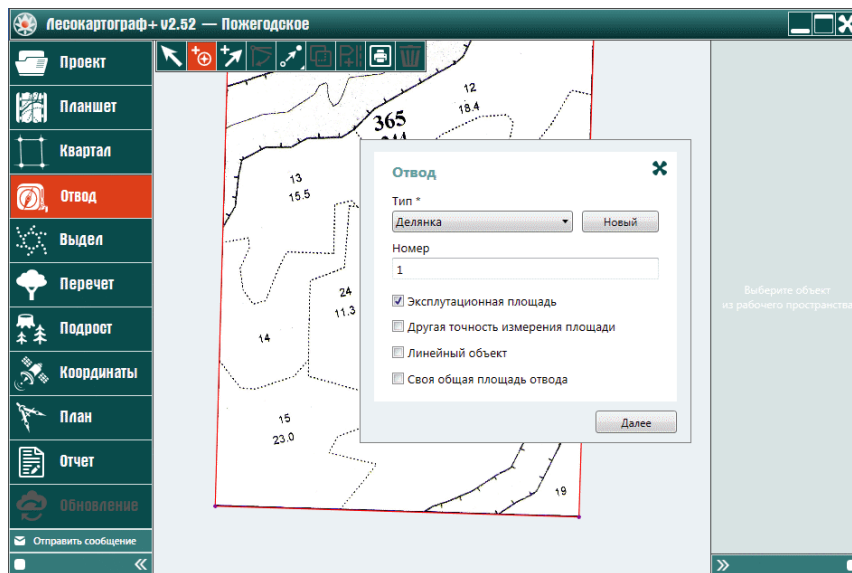 Лесокартограф+ v2.52 — Пожегодское
Проект
Планшет
Квартал
Отвод
Выдел
Перечет
Подрост
Координаты
План
Отчет
Обновление
Отправить сообщение
12
18.4
365
13
15.5
24
11.3
14
15
23.0
19
Отвод
Тип *
Делянка
Новый
Номер
1
Эксплутационная площадь
Другая точность измерения площади
Линейный объект
Своя общая площадь отвода
Далее
Выберите объект
из рабочего пространства